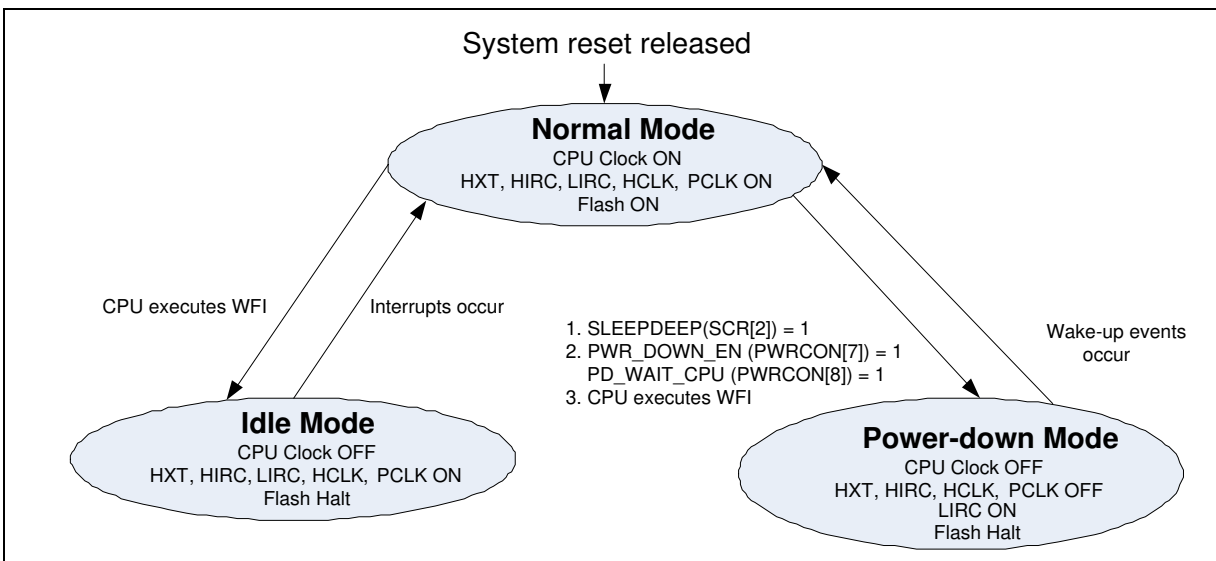 System reset released
Normal Mode
CPU Clock ON
HXT, HIRC, LIRC, HCLK, PCLK ON
Flash ON
CPU executes WFI
Interrupts occur
1. SLEEPDEEP(SCR[2]) = 1
2. PWR_DOWN_EN (PWRCON[7]) = 1
PD_WAIT_CPU (PWRCON[8]) = 1
3. CPU executes WFI
Wake-up events
occur
Idle Mode
CPU Clock OFF
HXT, HIRC, LIRC, HCLK, PCLK ON
Flash Halt
Power-down Mode
CPU Clock OFF
HXT, HIRC, HCLK, PCLK OFF
LIRC ON
Flash Halt